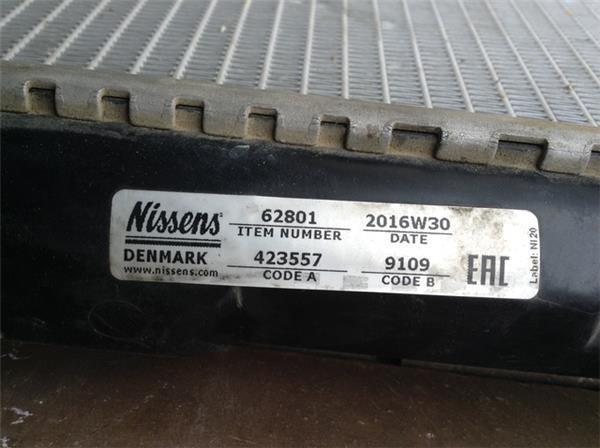 Nissens 62801 2016W30
ITEM NUMBER DATE
DENMARK 423557 9109 EAC
www.nissens.com CODE A CODE B
Label: NI 20